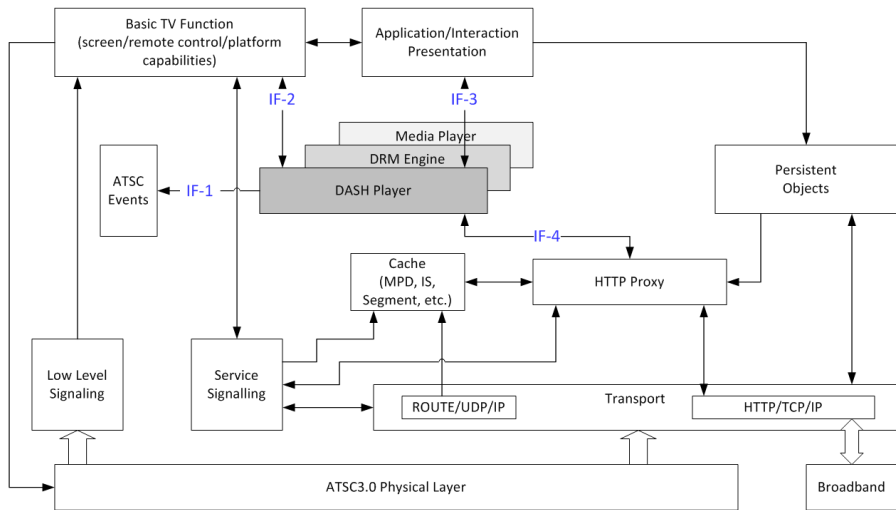 Basic TV Function
(screen/remote control/platform
capabilities)
Application/Interaction
Presentation
IF-2
IF-3
Media Player
DRM Engine
DASH Player
ATSC
Events
IF-1
Persistent
Objects
IF-4
Cache
(MPD, IS,
Segment, etc.)
HTTP Proxy
Low Level
Signaling
Service
Signalling
Transport
ROUTE/UDP/IP
HTTP/TCP/IP
ATSC3.0 Physical Layer
Broadband